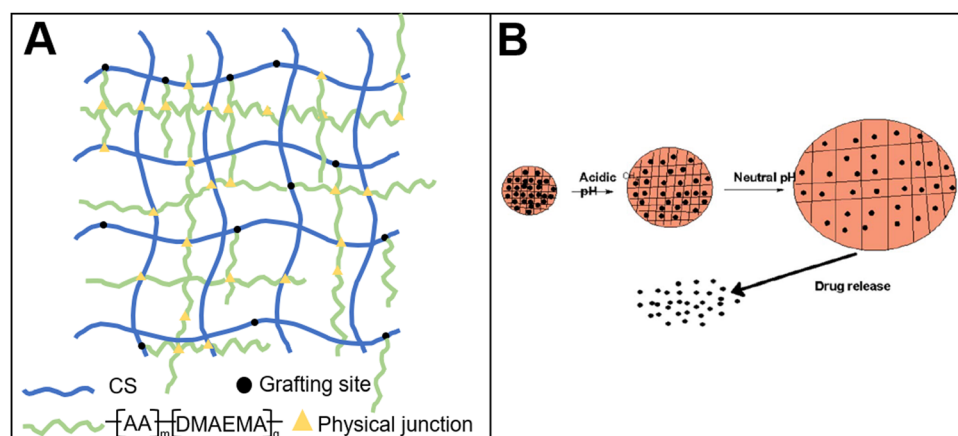 A
CS
Grafting site
[AA]m[DMAEMA]n
Physical junction
B
Acidic
pH
Neutral pH
Drug release